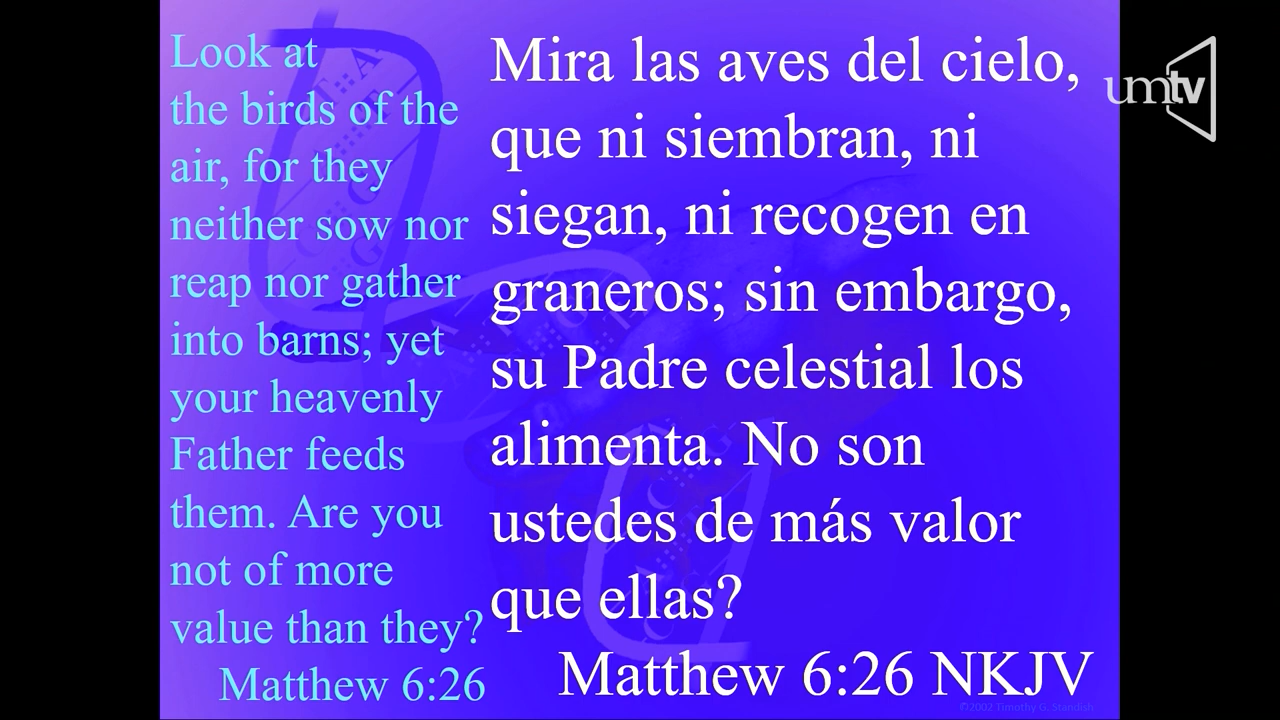 Look at
the birds of the
air, for they
neither sow nor
reap nor gather
into barns; yet
your heavenly
Father feeds
them. Are you
not of more
value than they?
Matthew 6:26
Mira las aves del cielo,
que ni siembran, ni
siegan, ni recogen en
graneros; sin embargo,
su Padre celestial los
alimenta. No son
ustedes de más valor
que ellas?
Matthew 6:26 NKJV
©2002 Timothy G. Standish
umtv